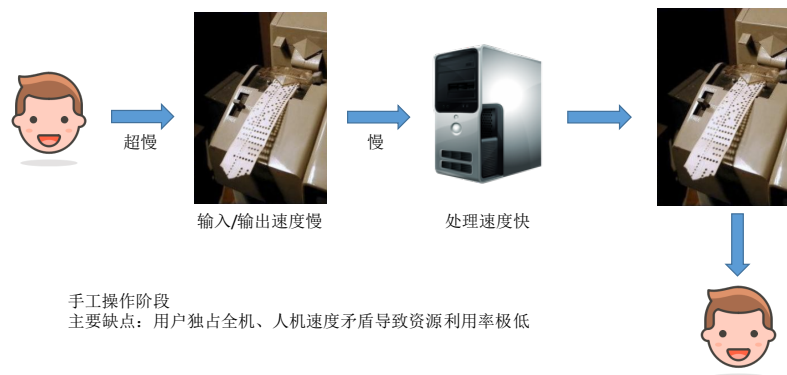 超慢
慢
输入/输出速度慢
处理速度快
手工操作阶段
主要缺点：用户独占全机、人机速度矛盾导致资源利用率极低